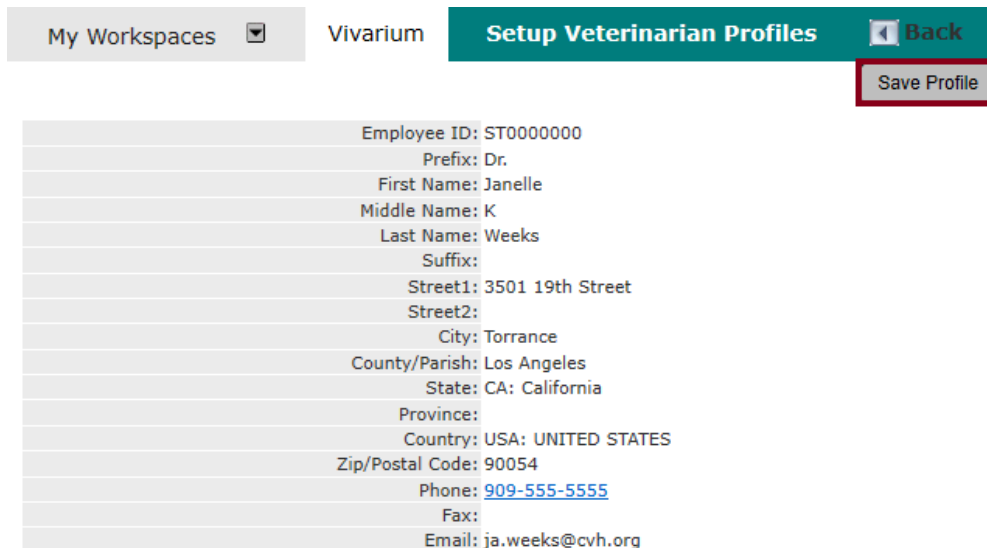 My Workspaces Vivarium Setup Veterinarian Profiles Back
Save Profile
Employee ID: ST0000000
Prefix: Dr.
First Name: Janelle
Middle Name: K
Last Name: Weeks
Suffix:
Street1: 3501 19th Street
Street2:
City: Torrance
County/Parish: Los Angeles
State: CA: California
Province:
Country: USA: UNITED STATES
Zip/Postal Code: 90054
Phone: 909-555-5555
Fax:
Email: ja.weeks@cvh.org